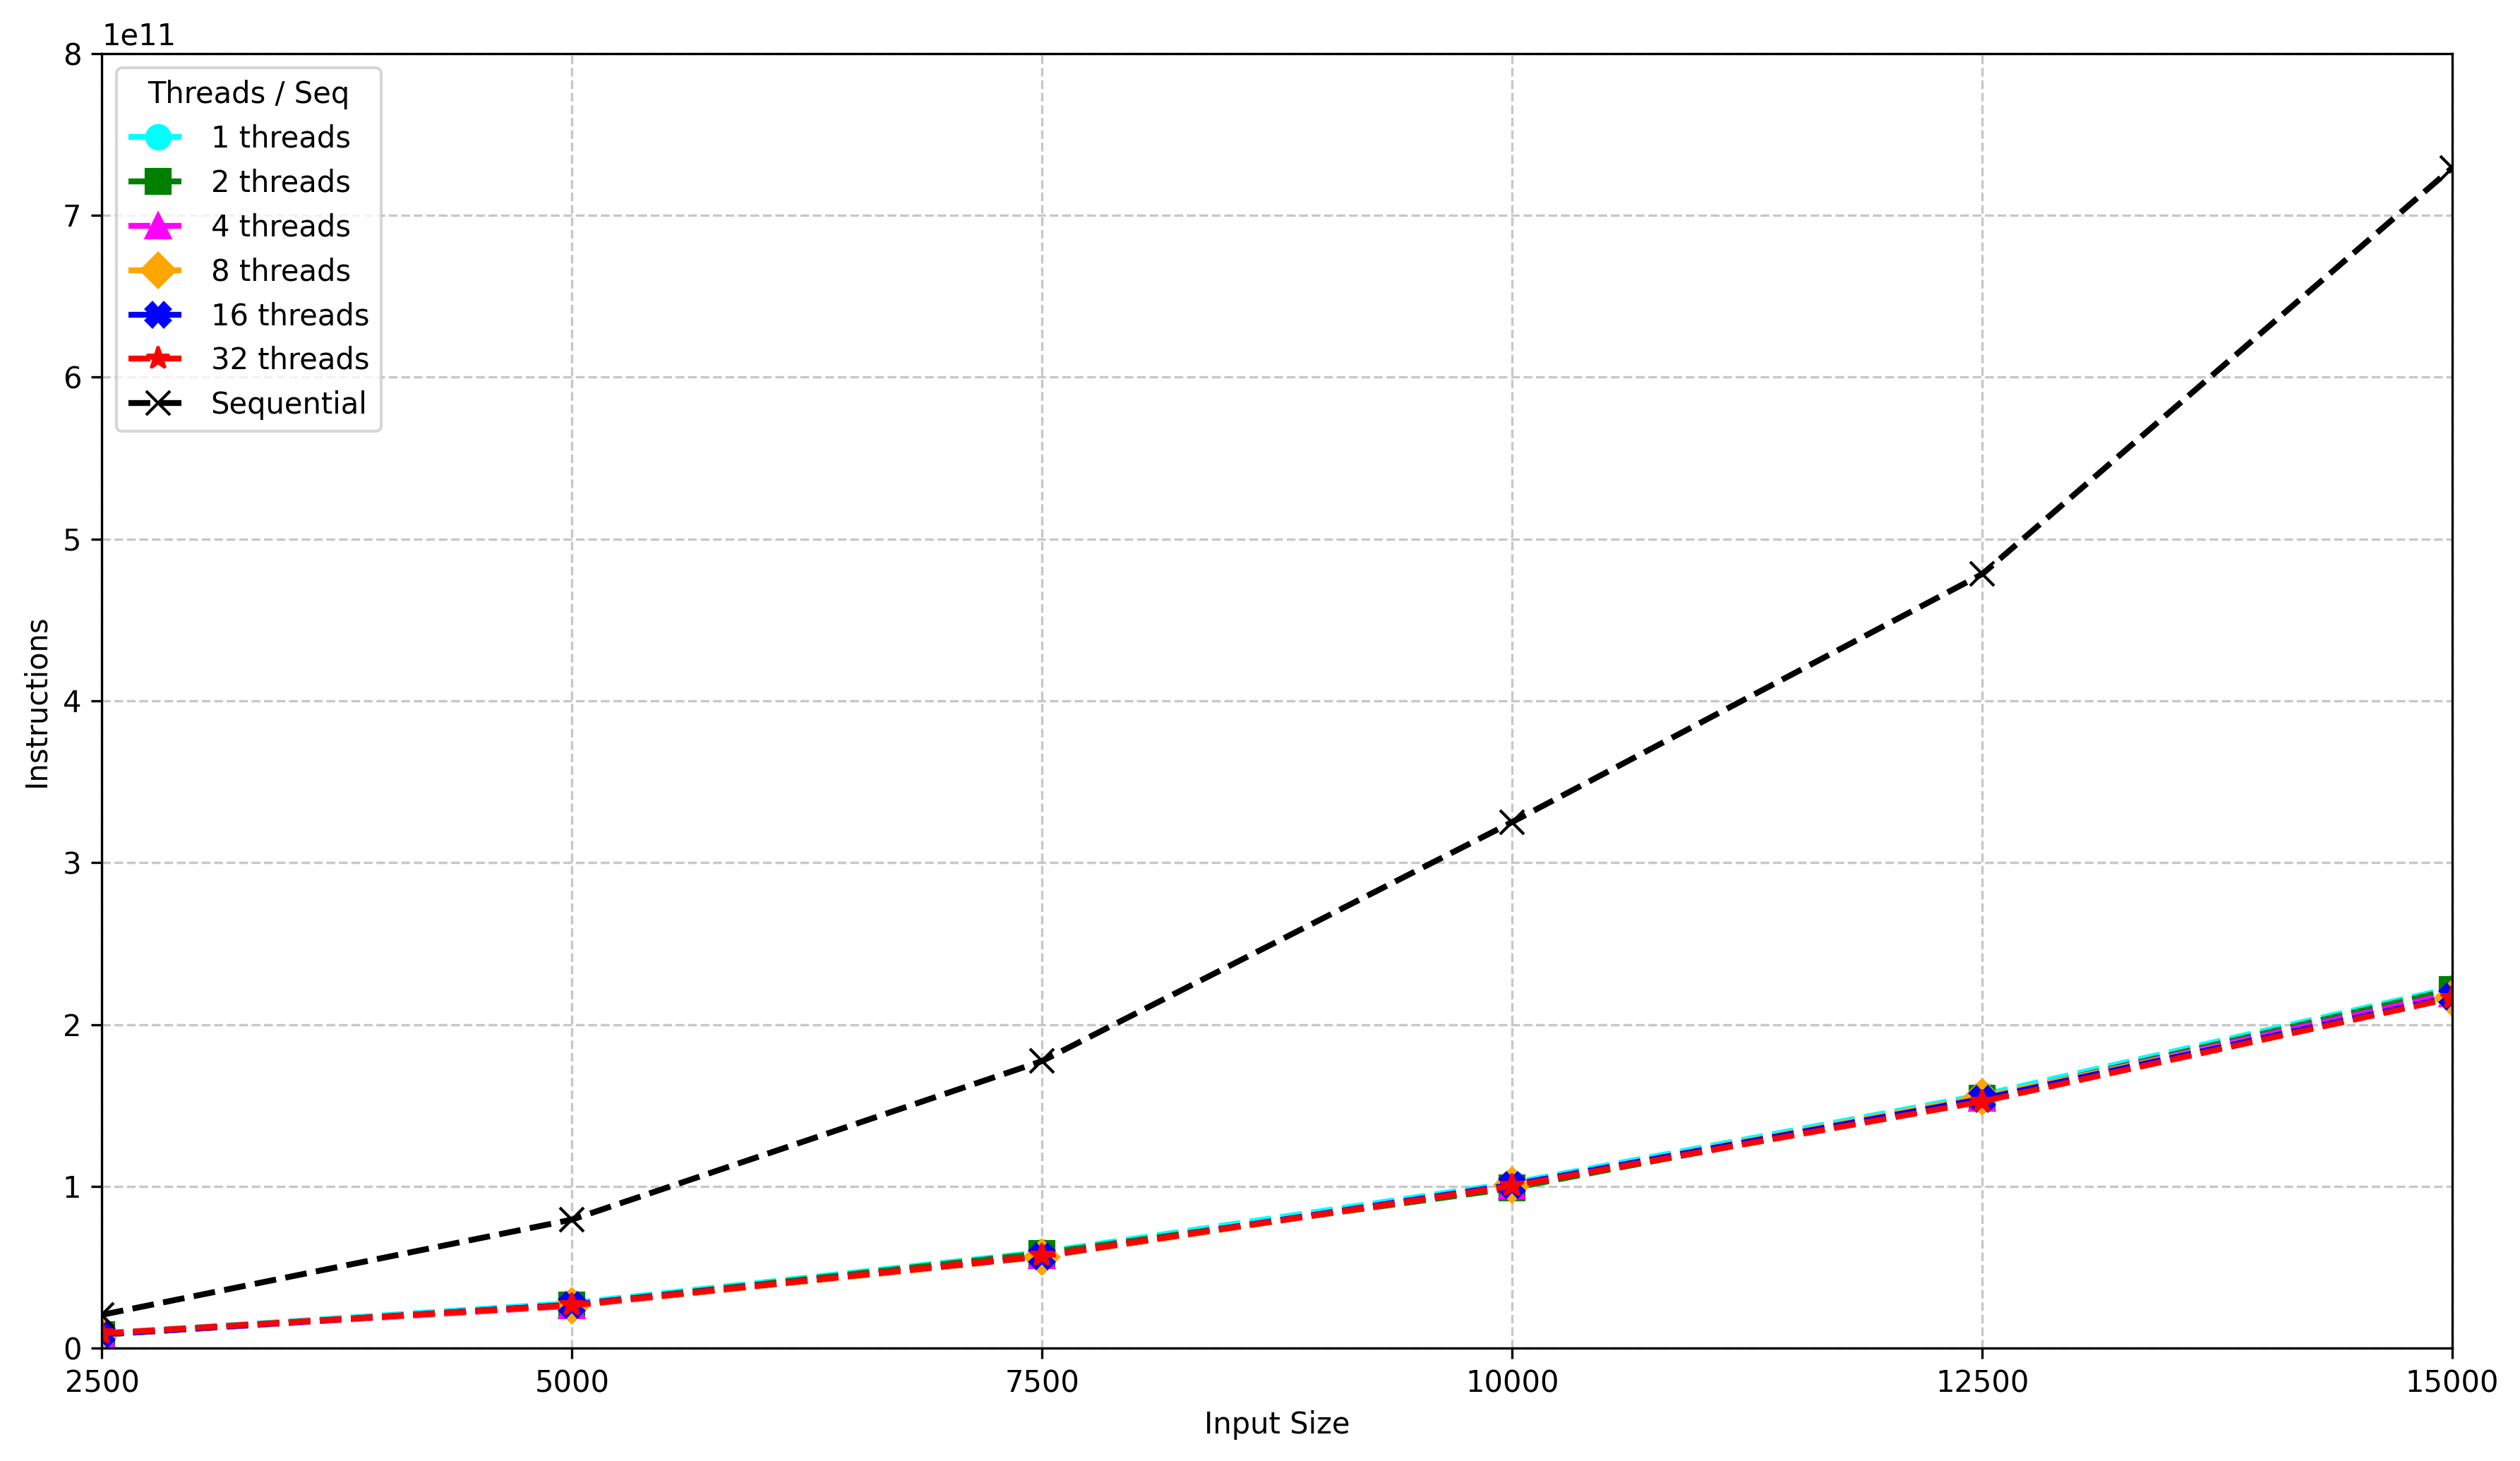 1e11
8
7
6
5
4
3
2
1
0
Instructions
Threads / Seq
1 threads
2 threads
4 threads
8 threads
16 threads
32 threads
Sequential
2500 5000 7500 10000 12500 15000
Input Size